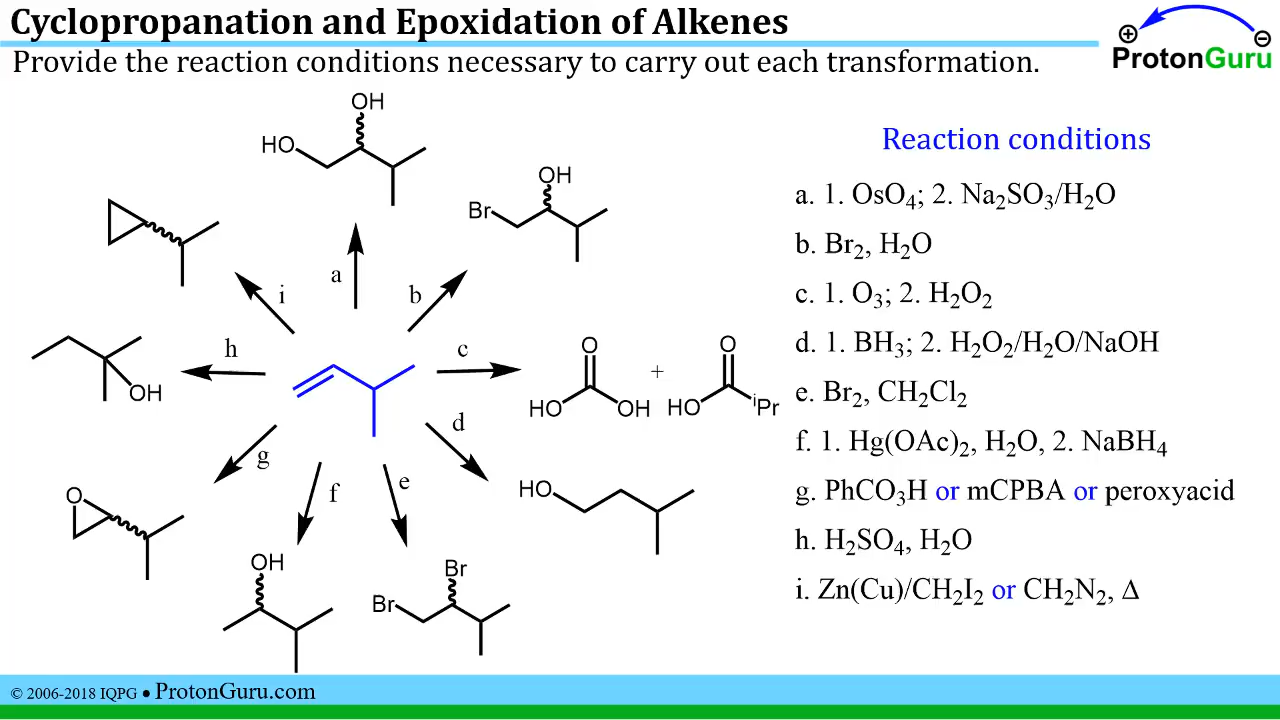 Cyclopropanation and Epoxidation of Alkenes
Provide the reaction conditions necessary to carry out each transformation.
⊕ ⊖
ProtonGuru
Reaction conditions
a. 1. OsO₄; 2. Na₂SO₃/H₂O
b. Br₂, H₂O
c. 1. O₃; 2. H₂O₂
d. 1. BH₃; 2. H₂O₂/H₂O/NaOH
e. Br₂, CH₂Cl₂
f. 1. Hg(OAc)₂, H₂O, 2. NaBH₄
g. PhCO₃H or mCPBA or peroxyacid
h. H₂SO₄, H₂O
i. Zn(Cu)/CH₂I₂ or CH₂N₂, Δ
OH
HO
OH
Br
a
i
b
h
c
OH
O
HO
OH
+
O
HO
ⁱPr
d
g
f
e
HO
O
OH
Br
Br
© 2006-2018 IQPG ● ProtonGuru.com